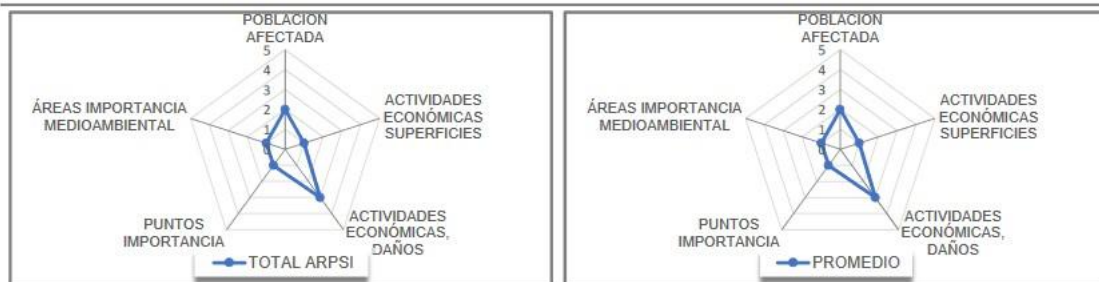 POBLACION
AFECTADA
5
4
3
2
1
0
ACTIVIDADES
ECONÓMICAS
SUPERFICIES
ACTIVIDADES
ECONÓMICAS,
DAÑOS
PUNTOS
IMPORTANCIA
ÁREAS IMPORTANCIA
MEDIOAMBIENTAL
TOTAL ARPSI
POBLACION
AFECTADA
5
4
3
2
1
0
ACTIVIDADES
ECONÓMICAS
SUPERFICIES
ACTIVIDADES
ECONÓMICAS,
DAÑOS
PUNTOS
IMPORTANCIA
ÁREAS IMPORTANCIA
MEDIOAMBIENTAL
PROMEDIO